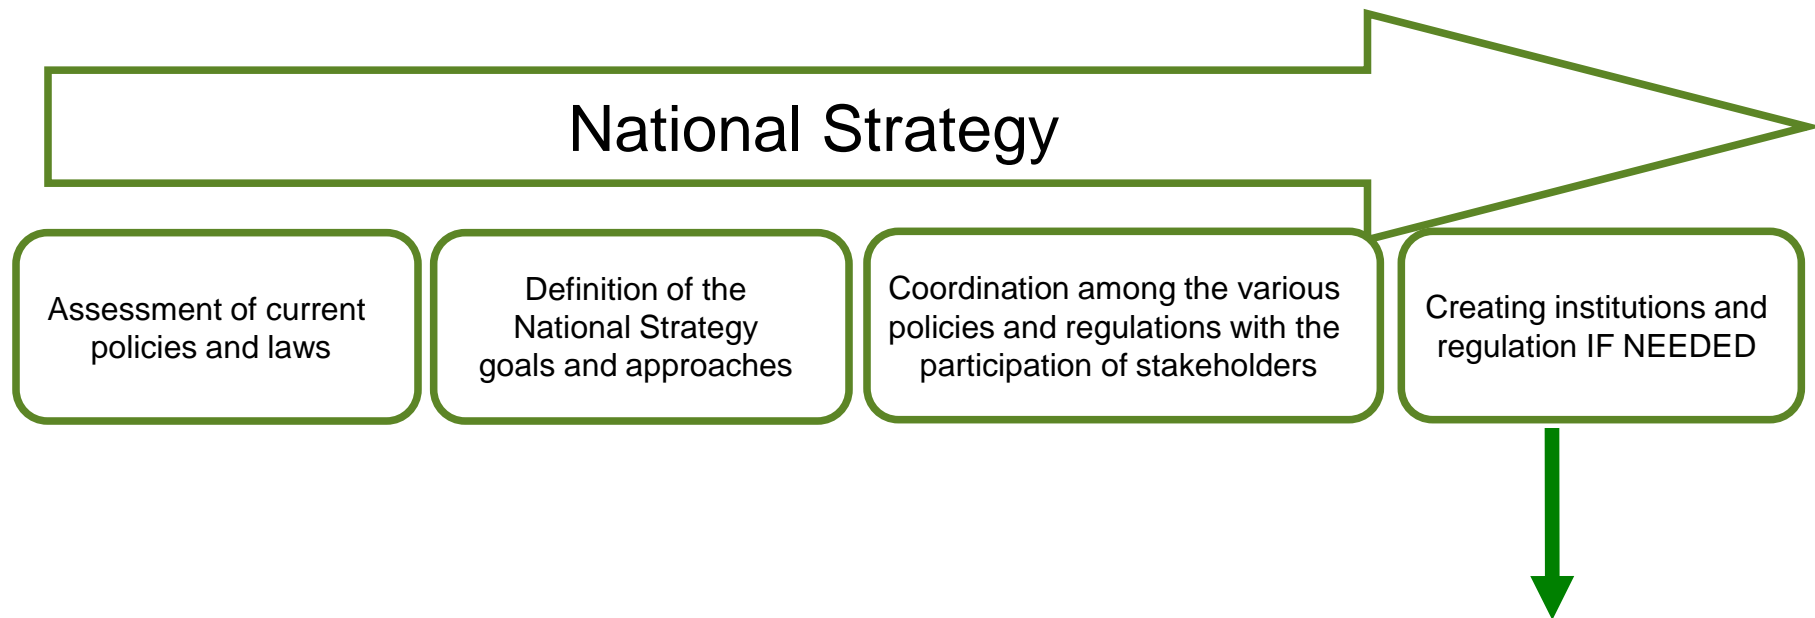 National Strategy
Assessment of current
policies and laws
Definition of the
National Strategy
goals and approaches
Coordination among the various
policies and regulations with the
participation of stakeholders
Creating institutions and
regulation IF NEEDED